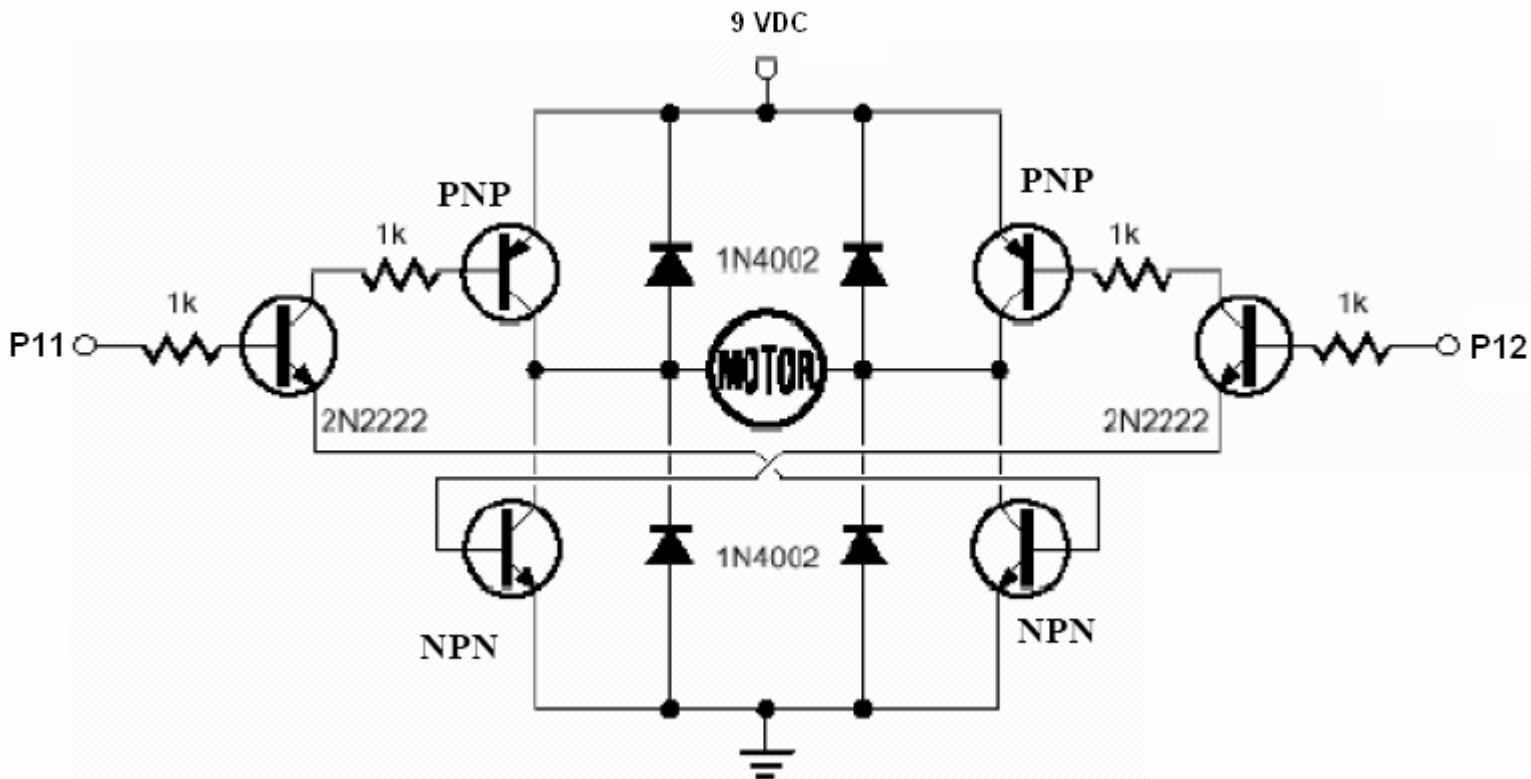 9 VDC
PNP
PNP
1k
1k
1N4002
1k
1k
P11
MOTOR
P12
2N2222
2N2222
1N4002
NPN
NPN